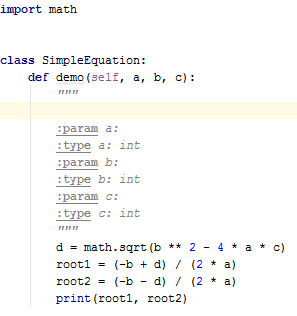 import math
class SimpleEquation:
def demo(self, a, b, c):
"""
:param a:
:type a: int
:param b:
:type b: int
:param c:
:type c: int
"""
d = math.sqrt(b ** 2 - 4 * a * c)
root1 = (-b + d) / (2 * a)
root2 = (-b - d) / (2 * a)
print(root1, root2)